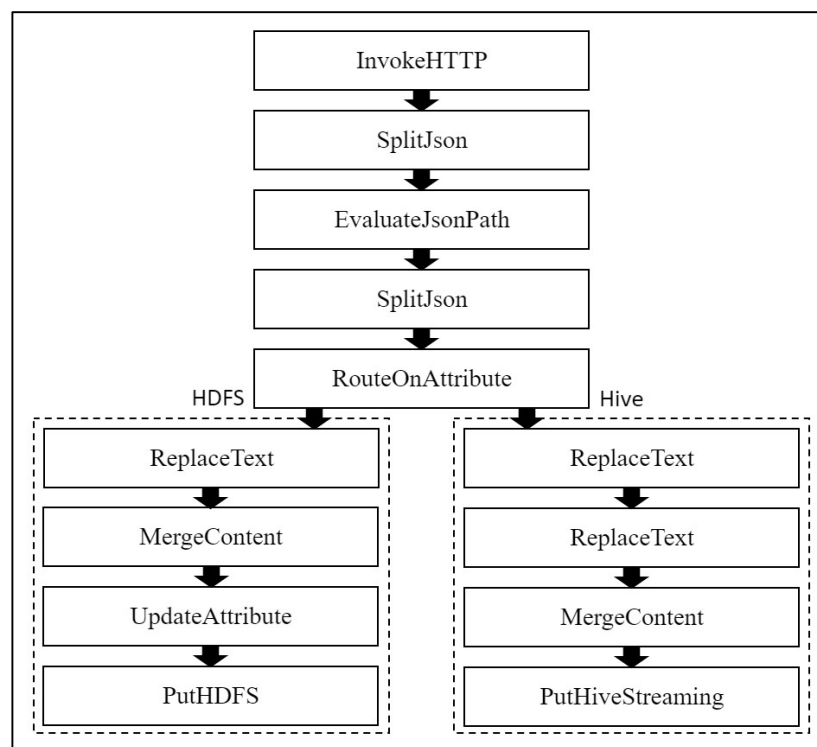 InvokeHTTP
SplitJson
EvaluateJsonPath
SplitJson
RouteOnAttribute
HDFS
ReplaceText
MergeContent
UpdateAttribute
PutHDFS
Hive
ReplaceText
ReplaceText
MergeContent
PutHiveStreaming